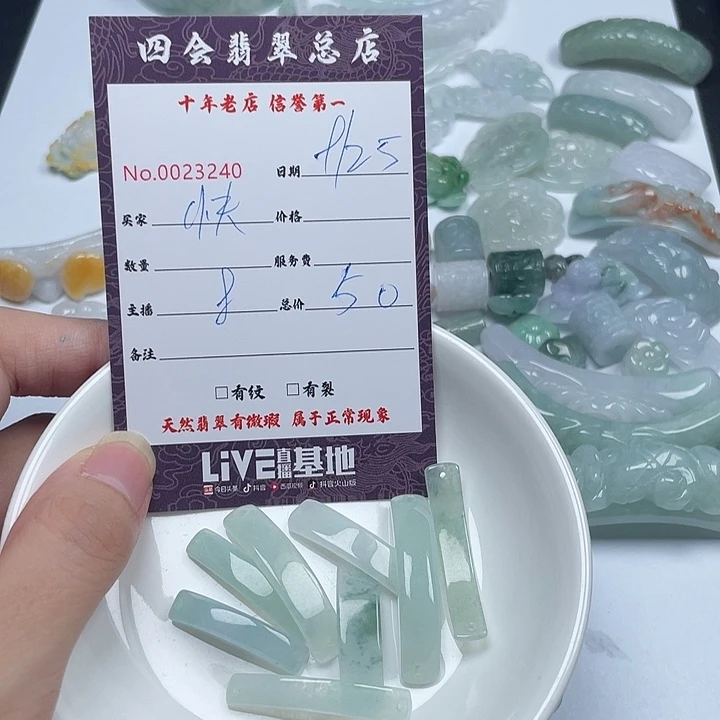 四会翡翠总店
十年老店 信誉第一
No.0023240 日期
买家 价格
数量 服务费
主播 8 总价 50
备注
□有纹 □有裂
天然翡翠有微瑕 属于正常现象
LiVE直播基地
今日头条 抖音 西瓜视频 抖音火山版